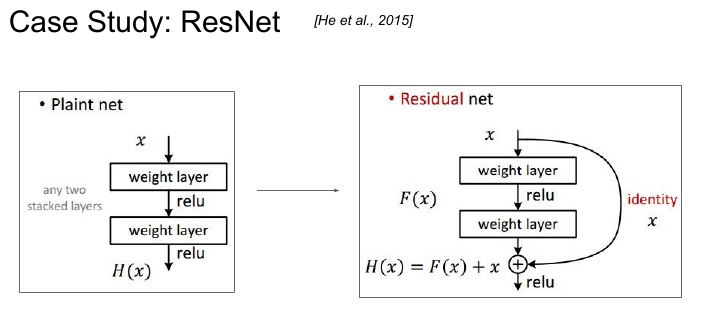 Case Study: ResNet [He et al., 2015]
• Plaint net
x
weight layer
any two
stacked layers
relu
weight layer
relu
H(x)
• Residual net
x
weight layer
F(x)
relu
identity
x
weight layer
H(x) = F(x) + x
relu